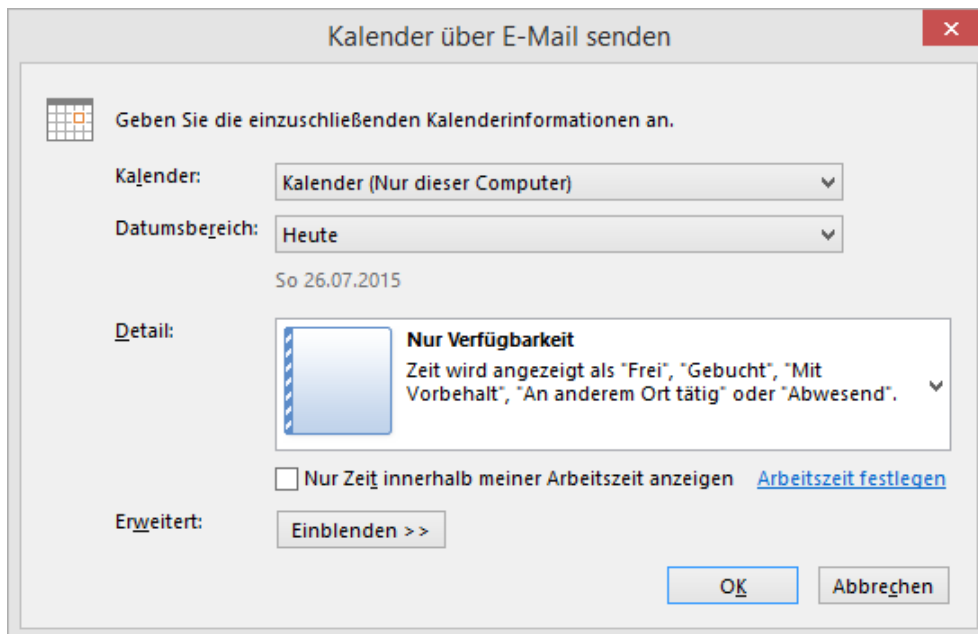 Kalender über E-Mail senden
Geben Sie die einzuschließenden Kalenderinformationen an.
Kalender:
Kalender (Nur dieser Computer)
Datumsbereich:
Heute
So 26.07.2015
Detail:
Nur Verfügbarkeit
Zeit wird angezeigt als "Frei", "Gebucht", "Mit
Vorbehalt", "An anderem Ort tätig" oder "Abwesend".
Nur Zeit innerhalb meiner Arbeitszeit anzeigen Arbeitszeit festlegen
Erweitert:
Einblenden >>
OK Abbrechen